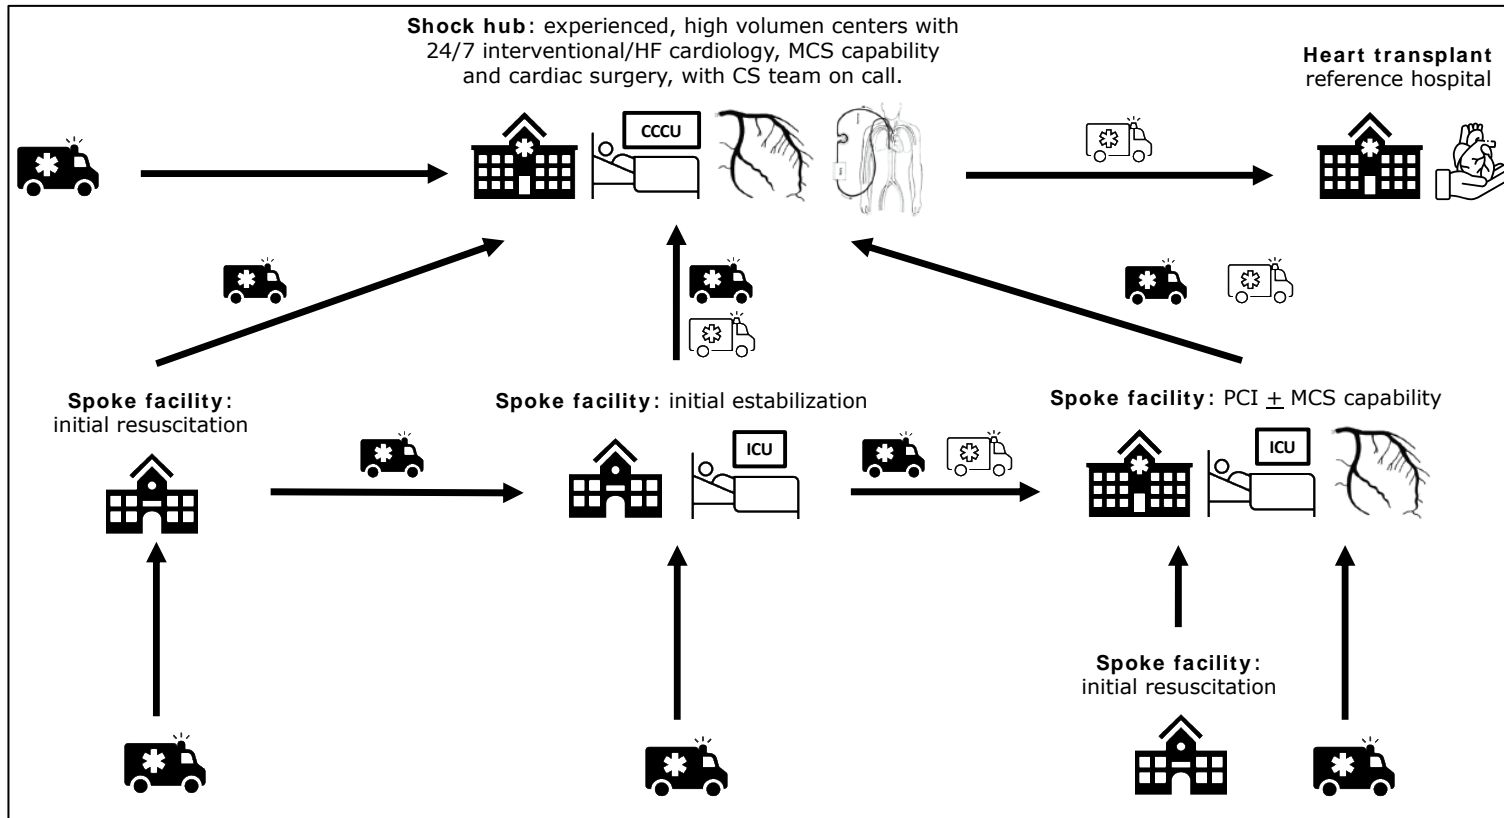 Shock hub: experienced, high volumen centers with
24/7 interventional/HF cardiology, MCS capability
and cardiac surgery, with CS team on call.
Heart transplant
reference hospital
CCCU
Spoke facility:
initial resuscitation
Spoke facility: initial estabilization
Spoke facility: PCI + MCS capability
ICU
ICU
Spoke facility:
initial resuscitation